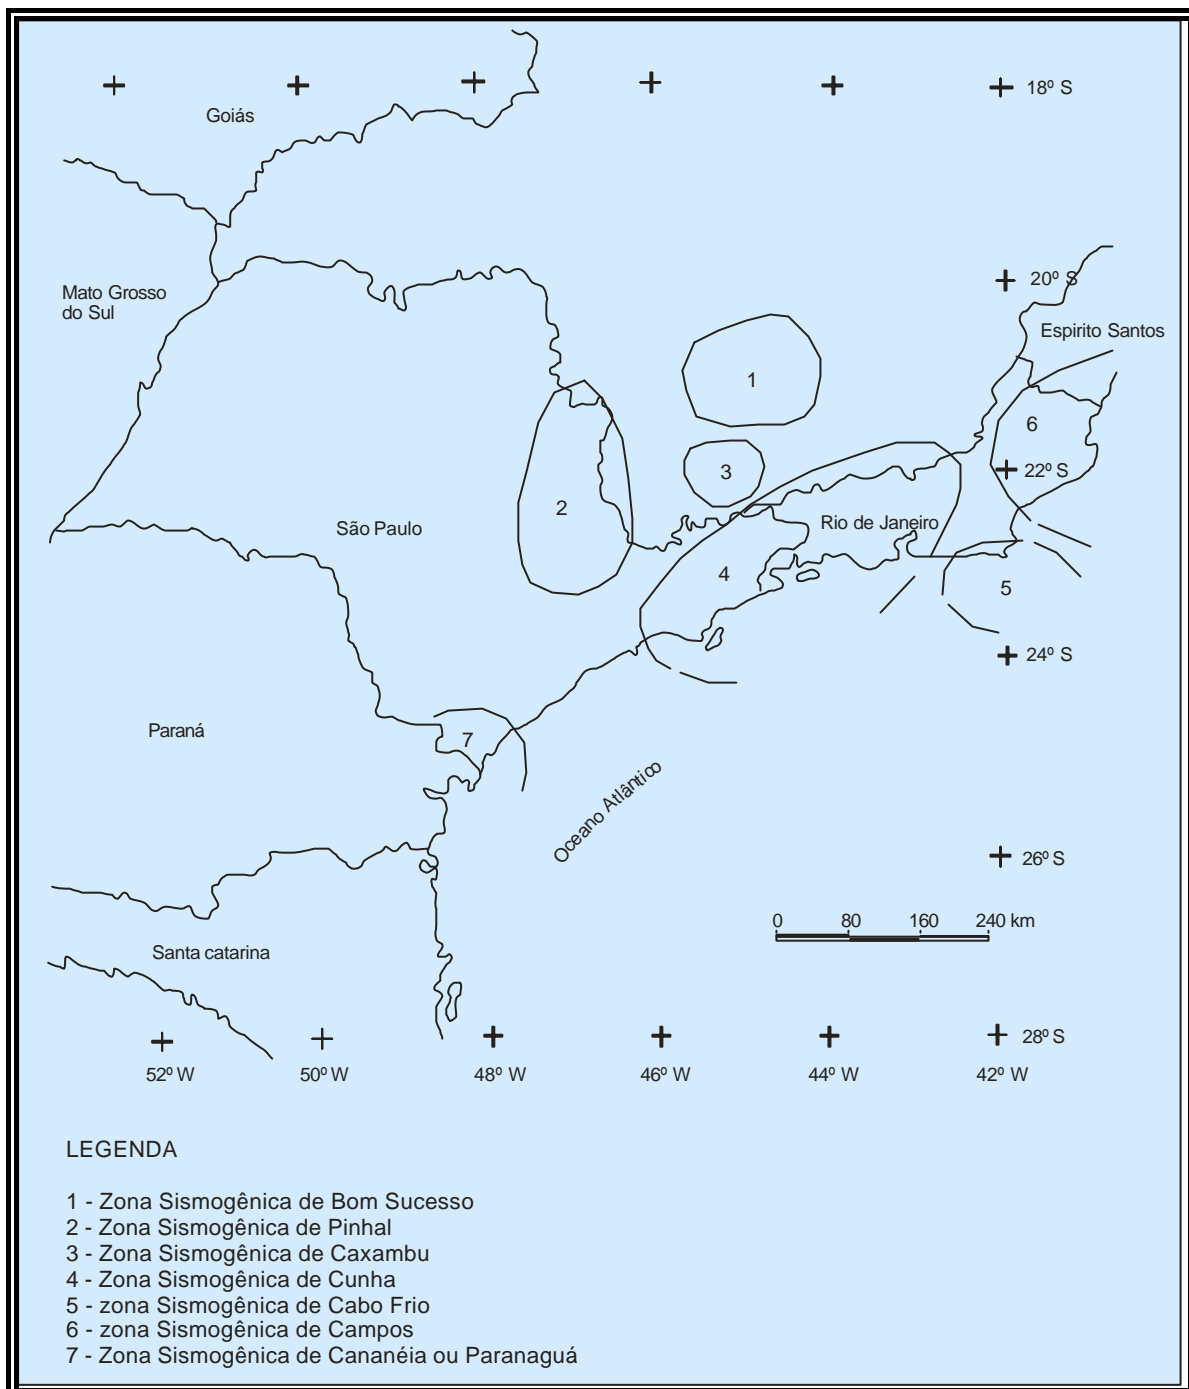 18º S
Goiás
20º S
Mato Grosso
do Sul
Espirito Santos
1
6
3
22º S
2
São Paulo
Rio de Janeiro
4
5
24º S
Paraná
7
Oceano Atlântico
26º S
0 80 160 240 km
Santa catarina
28º S
52º W 50º W 48º W 46º W 44º W 42º W
LEGENDA
1 - Zona Sismogênica de Bom Sucesso
2 - Zona Sismogênica de Pinhal
3 - Zona Sismogênica de Caxambu
4 - Zona Sismogênica de Cunha
5 - zona Sismogênica de Cabo Frio
6 - zona Sismogênica de Campos
7 - Zona Sismogênica de Cananéia ou Paranaguá